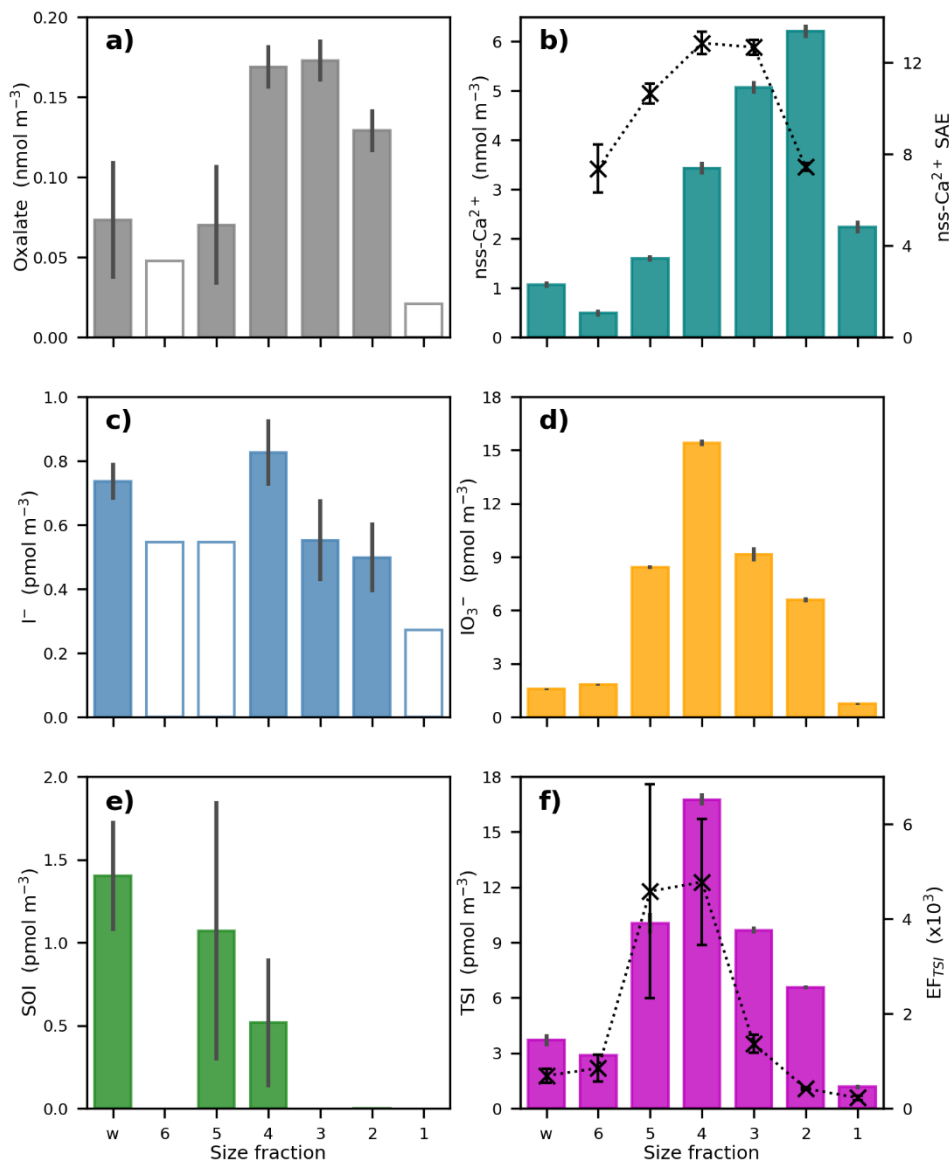 a)
0.20
0.15
0.10
0.05
0.00
Oxalate (nmol m⁻³)
b)
6
5
4
3
2
1
0
nss-Ca²⁺ (nmol m⁻³)
12
8
4
0
nss-Ca²⁺ SAE
c)
1.0
0.8
0.6
0.4
0.2
0.0
I⁻ (pmol m⁻³)
d)
18
15
12
9
6
3
0
IO₃⁻ (pmol m⁻³)
e)
2.0
1.5
1.0
0.5
0.0
SOI (pmol m⁻³)
w 6 5 4 3 2 1
Size fraction
f)
18
15
12
9
6
3
0
TSI (pmol m⁻³)
6
4
2
0
EF_TSI (x10³)
w 6 5 4 3 2 1
Size fraction